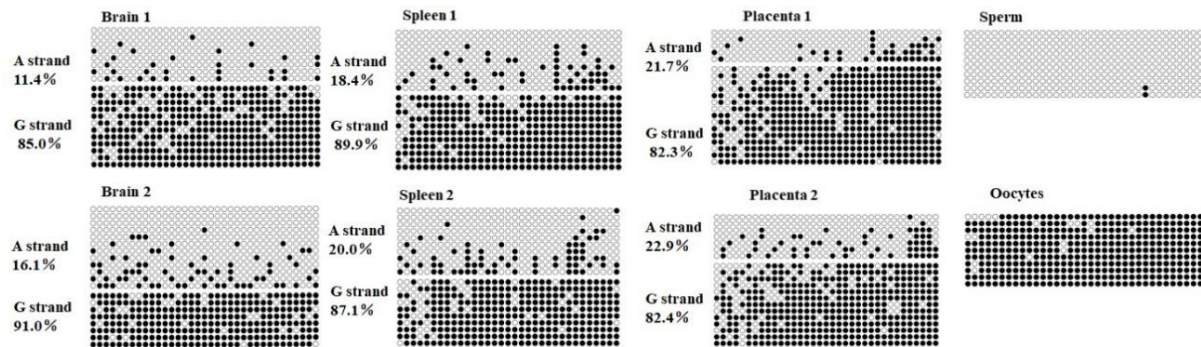 Brain 1
A strand
11.4%
G strand
85.0%
Spleen 1
A strand
18.4%
G strand
89.9%
Placenta 1
A strand
21.7%
G strand
82.3%
Sperm
Brain 2
A strand
16.1%
G strand
91.0%
Spleen 2
A strand
20.0%
G strand
87.1%
Placenta 2
A strand
22.9%
G strand
82.4%
Oocytes